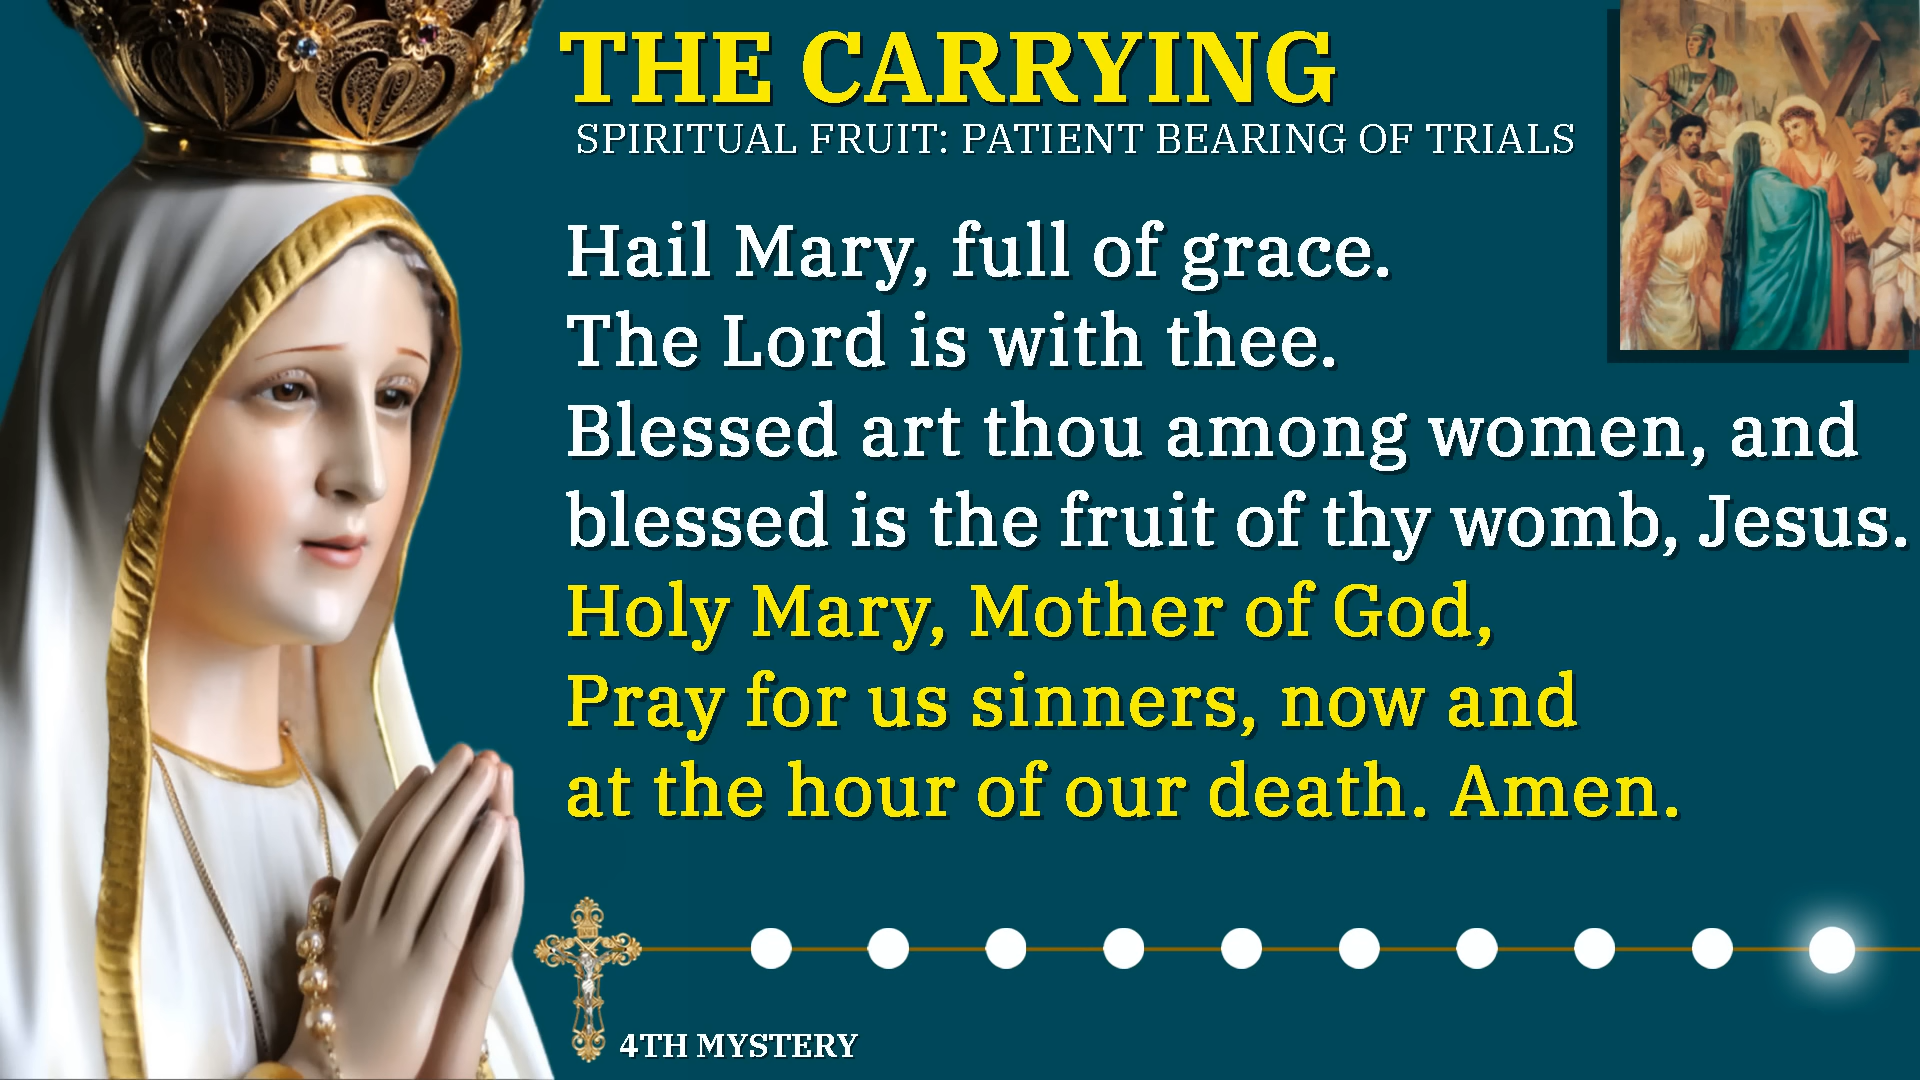 THE CARRYING
SPIRITUAL FRUIT: PATIENT BEARING OF TRIALS
Hail Mary, full of grace.
The Lord is with thee.
Blessed art thou among women, and
blessed is the fruit of thy womb, Jesus.
Holy Mary, Mother of God,
Pray for us sinners, now and
at the hour of our death. Amen.
4TH MYSTERY